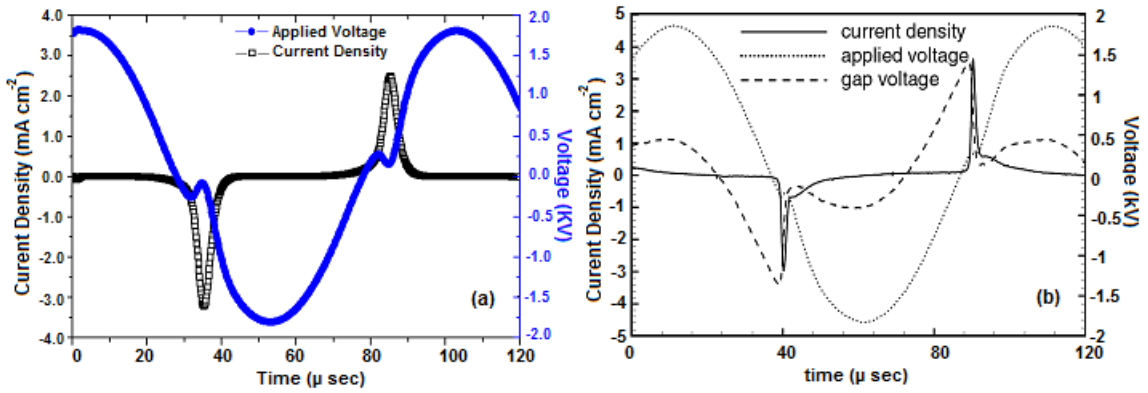 4.0
3.0
2.0
1.0
0.0
-1.0
-2.0
-3.0
-4.0
Curent Density (mA cm-2)
Applied Voltage
Current Density
(a)
2.0
1.5
1.0
0.5
0.0
-0.5
-1.0
-1.5
-2.0
Voltage (KV)
0 20 40 60 80 100 120
Time (μ sec)
5
4
3
2
1
0
-1
-2
-3
-4
-5
Curent Density (mA cm-2)
current density
applied voltage
gap voltage
(b)
2
1.5
1
0.5
0
-0.5
-1
-1.5
-2
Voltage (kV)
0 40 80 120
time (μ sec)